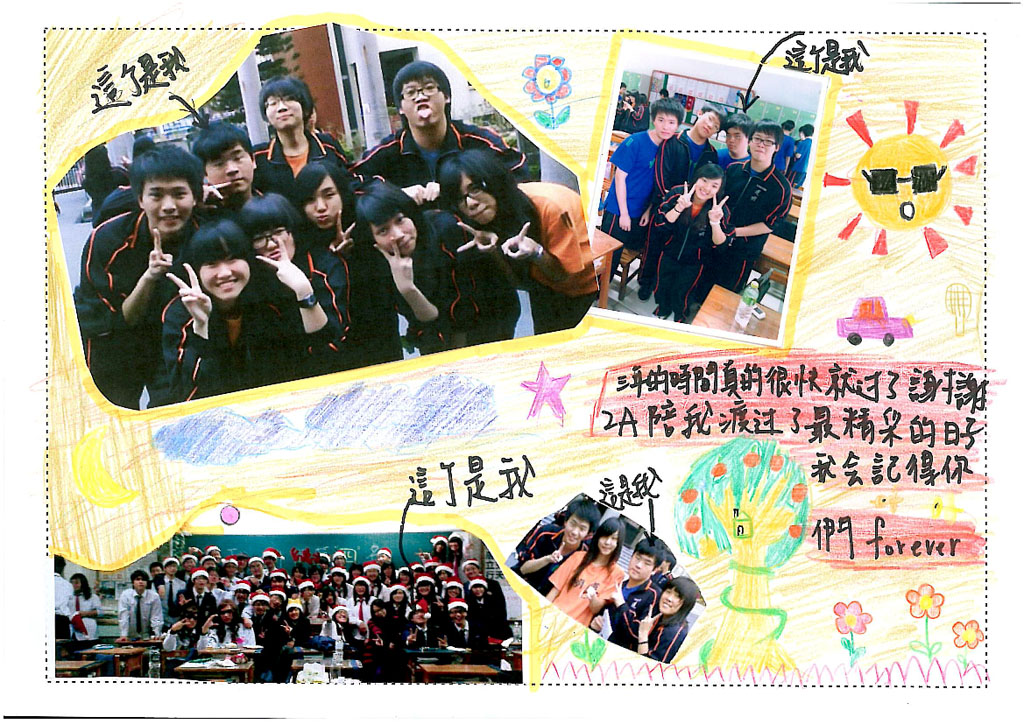 這个是我
這个是我
三年的時間真的很快就过了謝謝
2A陪我渡过了最精采的日子
我会記得你
們 forever
這个是我
這是我